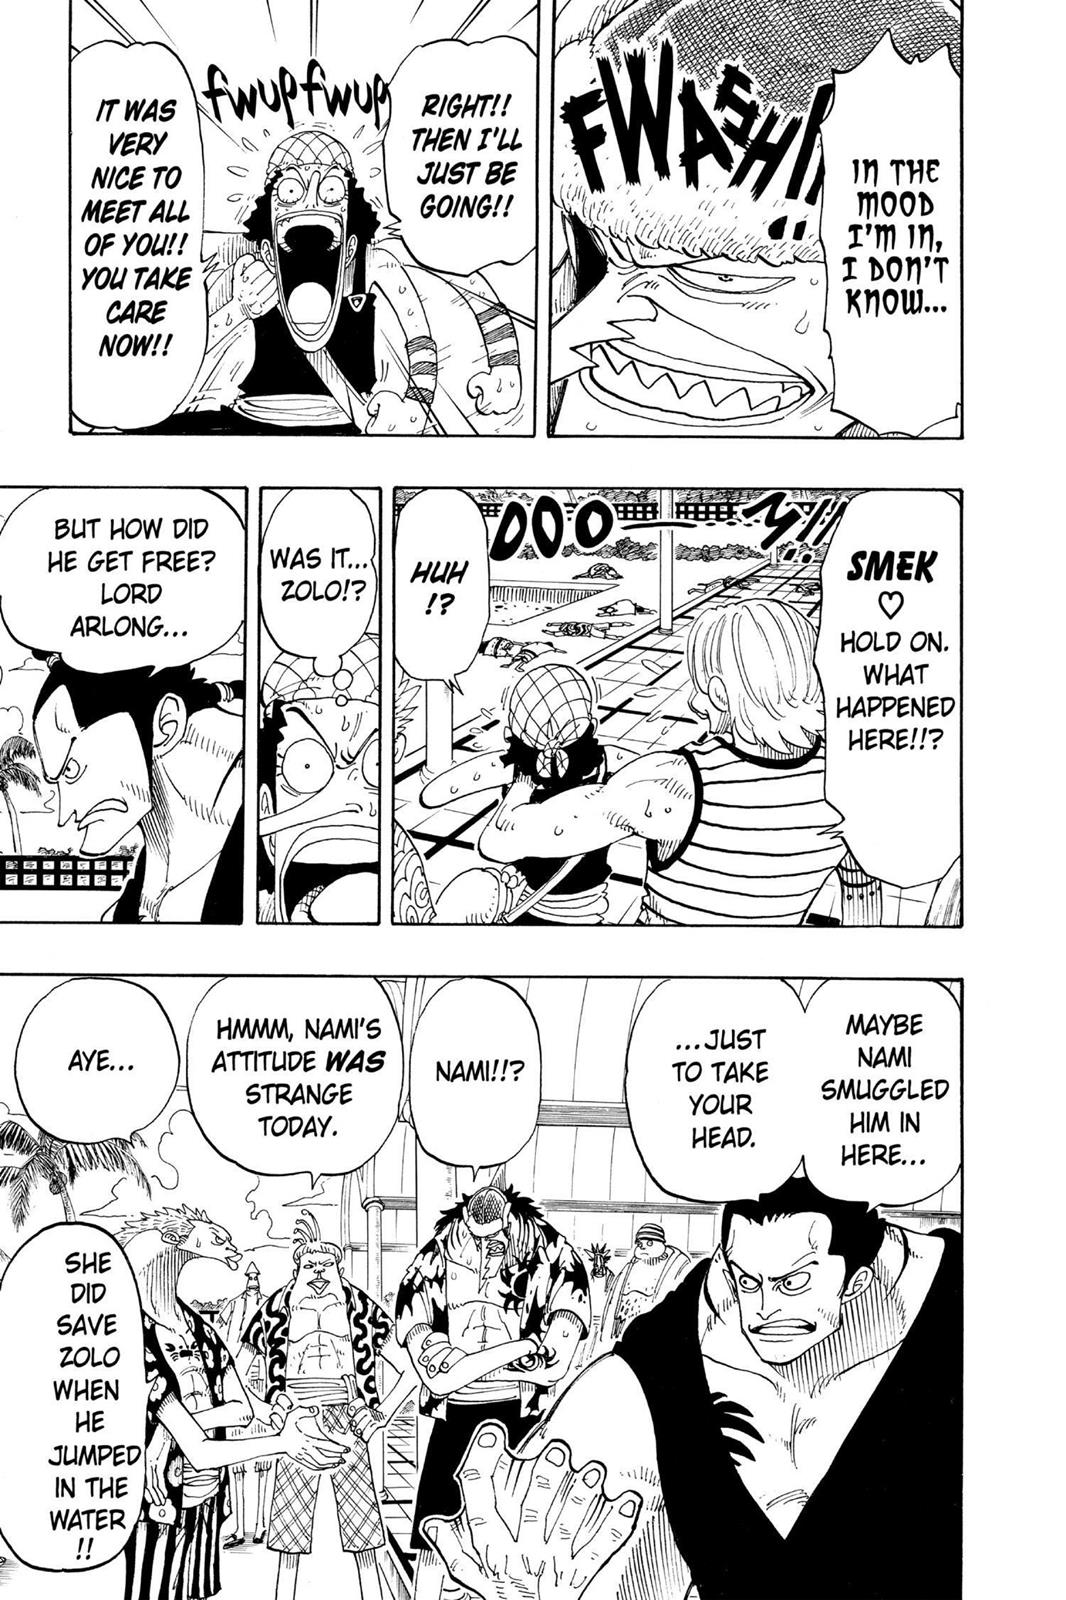 FWASH!!
IN THE
MOOD
I'M IN,
I DON'T
KNOW...
RIGHT!!
THEN I'LL
JUST BE
GOING!!
FWUP FWUP
IT WAS
VERY
NICE TO
MEET ALL
OF YOU!!
YOU TAKE
CARE
NOW!!
SMEK
♡
HOLD ON.
WHAT
HAPPENED
HERE!!?
DOOO—M!!
HUH
!?
WAS IT...
ZOLO!?
BUT HOW DID
HE GET FREE?
LORD
ARLONG...
MAYBE
NAMI
SMUGGLED
HIM IN
HERE...
...JUST
TO TAKE
YOUR
HEAD.
NAMI!!?
HMMM, NAMI'S
ATTITUDE WAS
STRANGE
TODAY.
AYE...
SHE
DID
SAVE
ZOLO
WHEN
HE
JUMPED
IN THE
WATER
!!